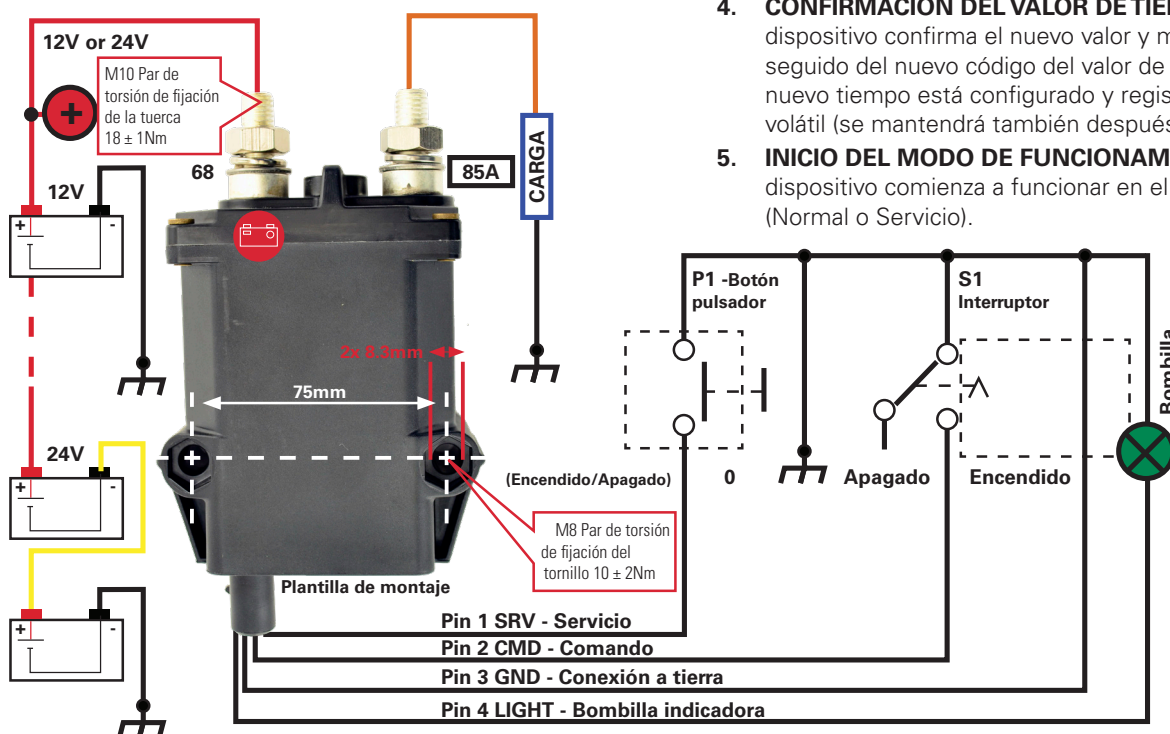 4. CONFIRMACIÓN DEL VALOR DE
dispositivo confirma el nuevo valor y
seguido del nuevo código del valor de
nuevo tiempo está configurado y
volátil (se mantendrá también después
5. INICIO DEL MODO DE
dispositivo comienza a funcionar en el
(Normal o Servicio).
12V or 24V
M10 Par de
torsión de fijación
de la tuerca
18 ± 1Nm
+
68
85A
CARGA
12V
+ -
2x 6.3mm
75mm
24V
+ -
+ -
M8 Par de torsión
de fijación del
tornillo 10 ± 2Nm
Plantilla de montaje
P1 -Botón
pulsador
S1
Interruptor
Bombilla
(Encendido/Apagado)
0
Apagado
Encendido
Pin 1 SRV - Servicio
Pin 2 CMD - Comando
Pin 3 GND - Conexión a tierra
Pin 4 LIGHT - Bombilla indicadora